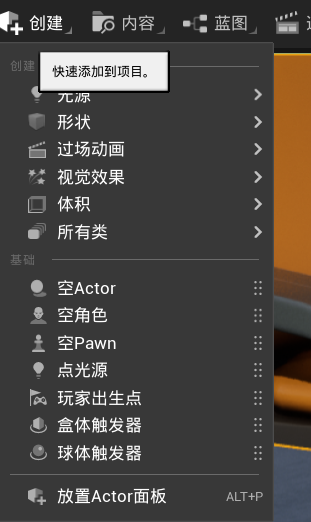 创建 内容 蓝图
创建
快速添加到项目。
光源
形状
过场动画
视觉效果
体积
所有类
基础
空Actor
空角色
空Pawn
点光源
玩家出生点
盒体触发器
球体触发器
放置Actor面板 ALT+P